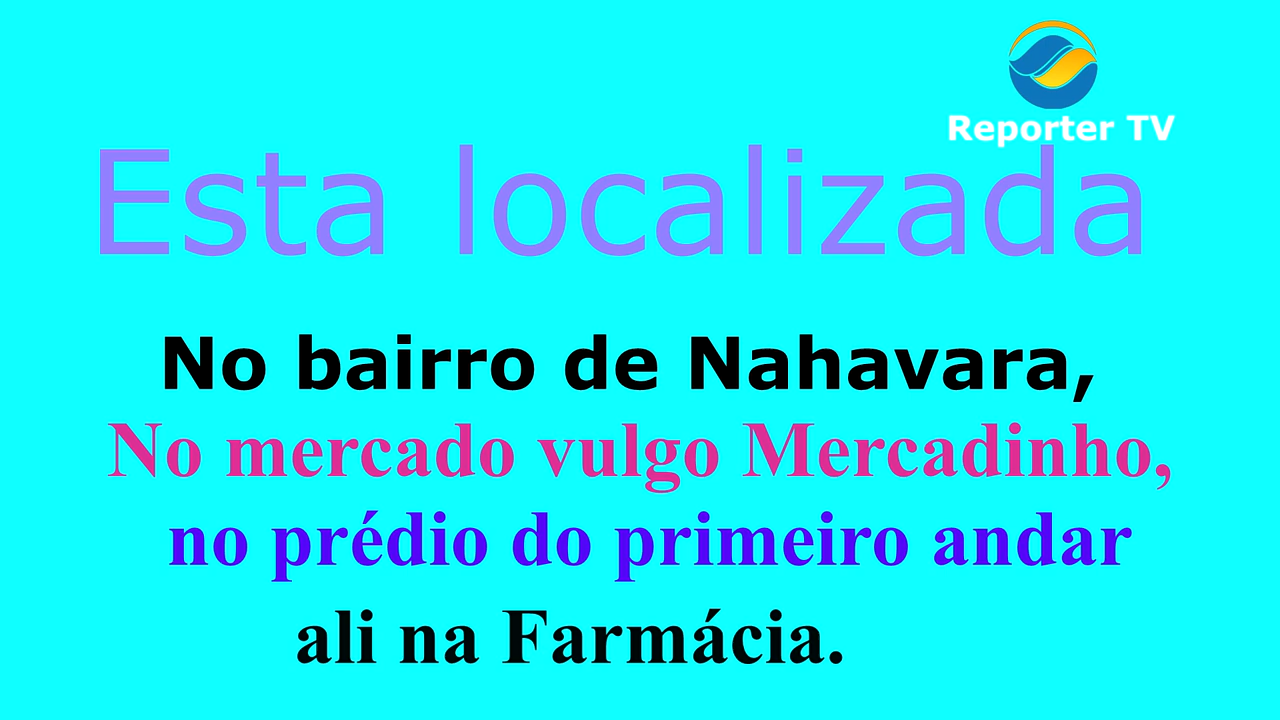 Reporter TV
Esta localizada
No bairro de Nahavara,
No mercado vulgo Mercadinho,
no prédio do primeiro andar
ali na Farmácia.